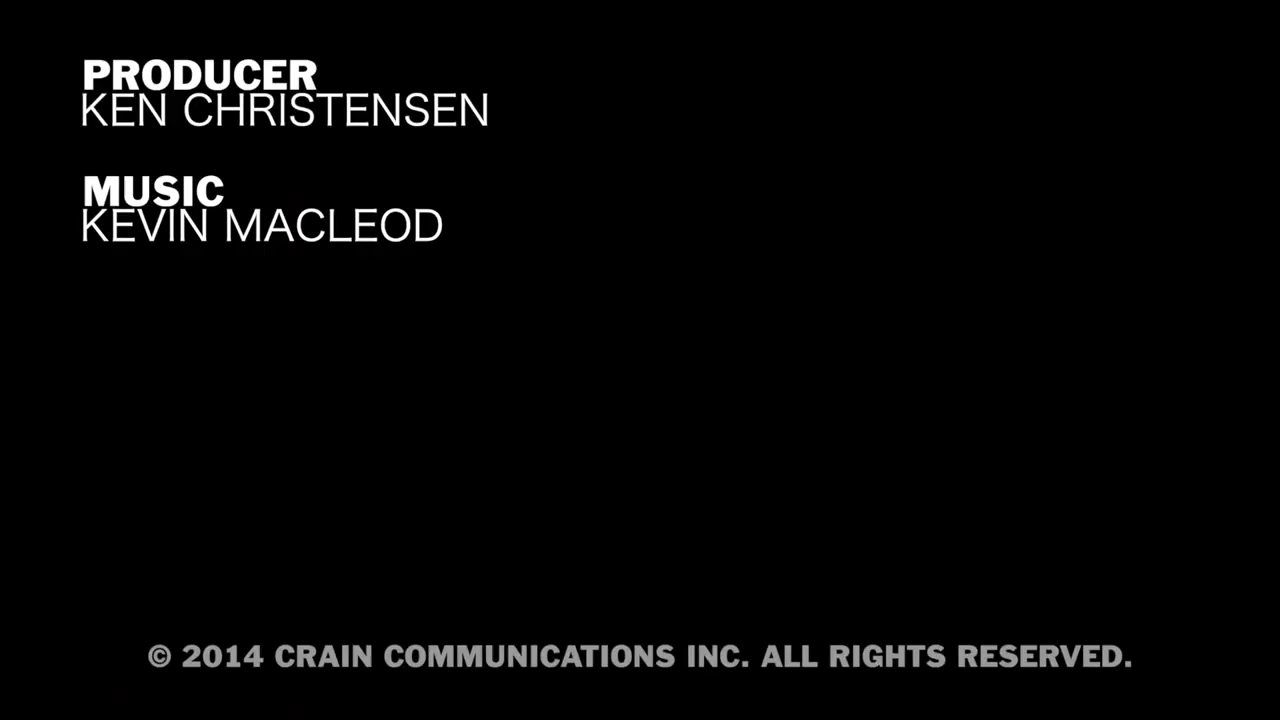 PRODUCER
KEN CHRISTENSEN
MUSIC
KEVIN MACLEOD
© 2014 CRAIN COMMUNICATIONS INC. ALL RIGHTS RESERVED.